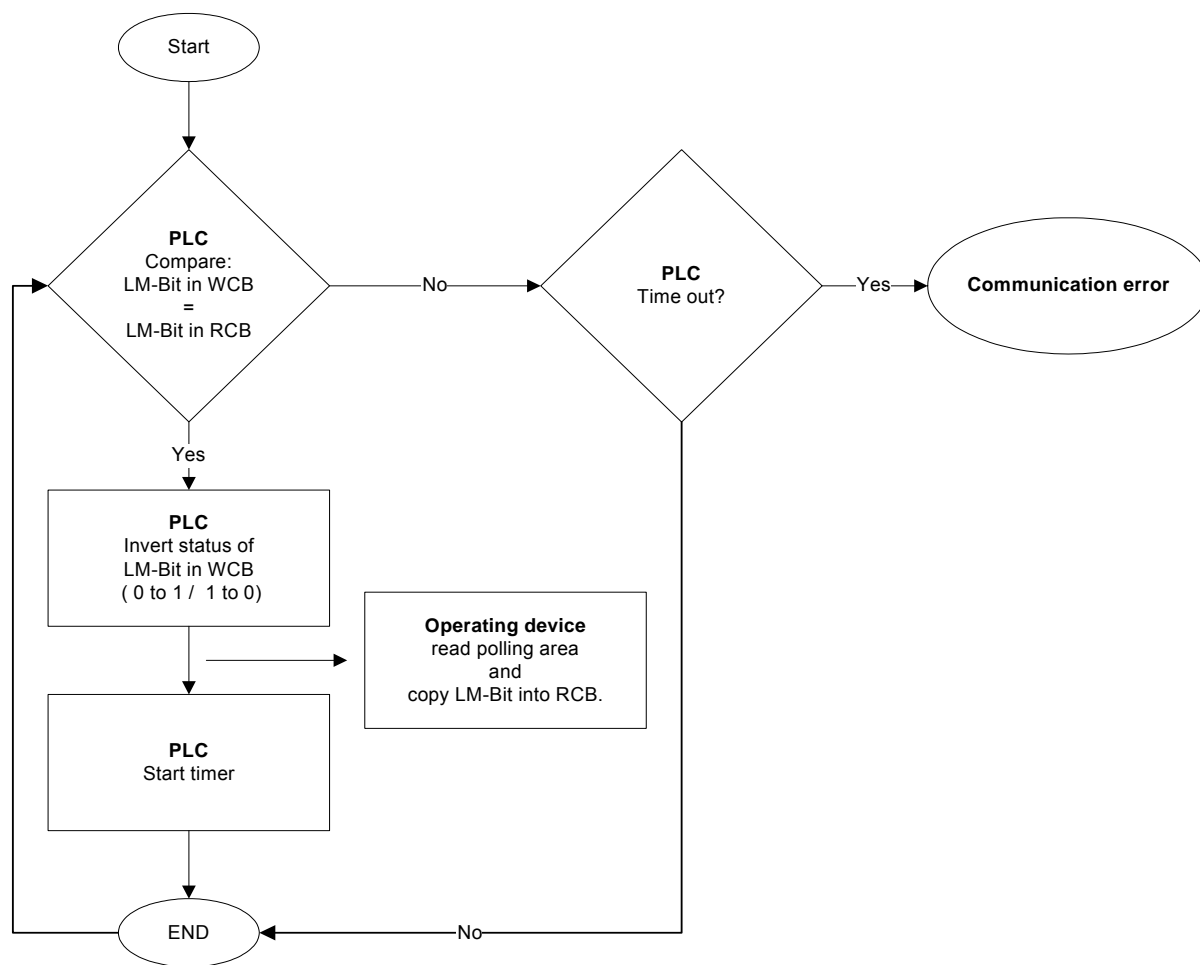 Start
PLC
Compare:
LM-Bit in WCB
=
LM-Bit in RCB
No
PLC
Time out?
Yes
Communication error
Yes
PLC
Invert status of
LM-Bit in WCB
( 0 to 1 / 1 to 0)
Operating device
read polling area
and
copy LM-Bit into RCB.
PLC
Start timer
END
No